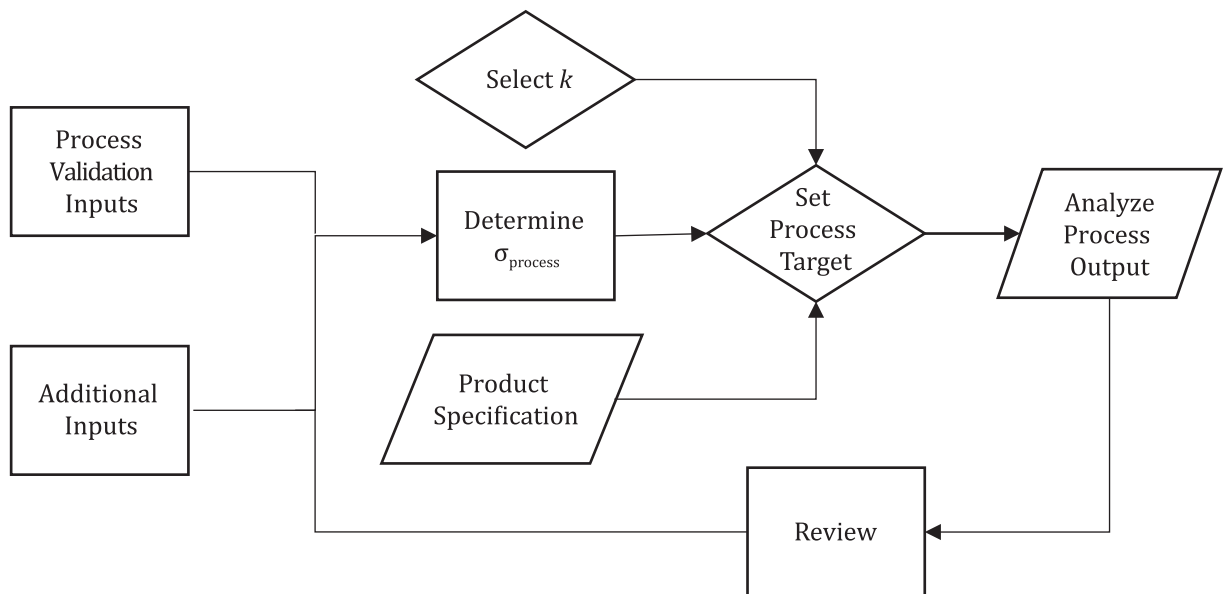 Select k
Process
Validation
Inputs
Determine
σprocess
Set
Process
Target
Analyze
Process
Output
Additional
Inputs
Product
Specification
Review